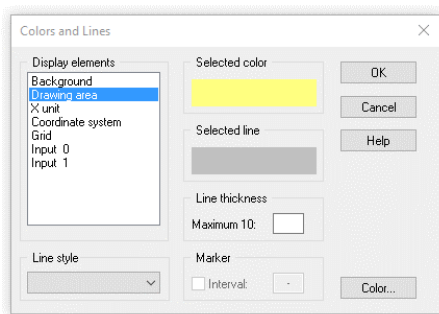 Colors and Lines
Display elements
Background
Drawing area
X unit
Coordinate system
Grid
Input 0
Input 1
Selected color
Selected line
Line thickness
Maximum 10:
Line style
Marker
Interval:
-
OK
Cancel
Help
Color...